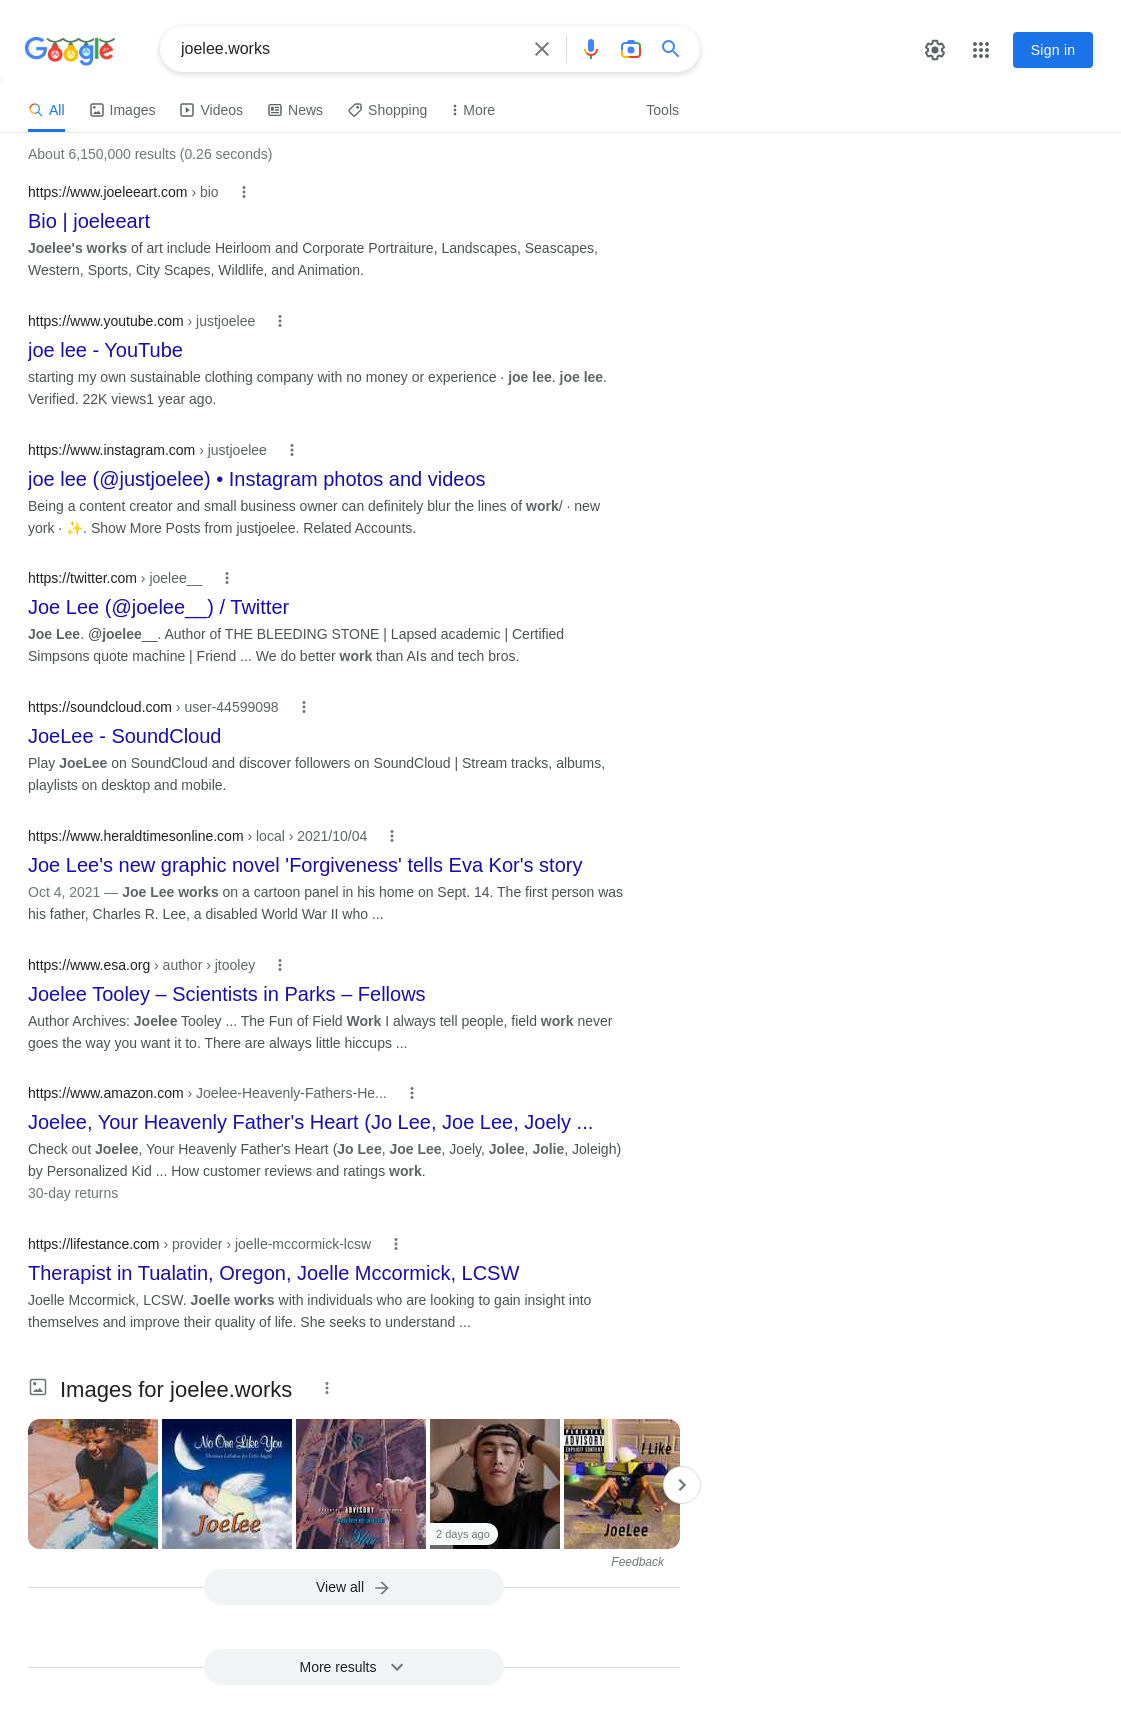 Google
joelee.works
Sign in
All
Images
Videos
News
Shopping
More
Tools
About 6,150,000 results (0.26 seconds)
https://www.joeleeart.com › bio
Bio | joeleeart
Joelee's works of art include Heirloom and Corporate Portraiture, Landscapes, Seascapes,
Western, Sports, City Scapes, Wildlife, and Animation.
https://www.youtube.com › justjoelee
joe lee - YouTube
starting my own sustainable clothing company with no money or experience · joe lee. joe lee.
Verified. 22K views1 year ago.
https://www.instagram.com › justjoelee
joe lee (@justjoelee) • Instagram photos and videos
Being a content creator and small business owner can definitely blur the lines of work/ · new
york · ✨. Show More Posts from justjoelee. Related Accounts.
https://twitter.com › joelee__
Joe Lee (@joelee__) / Twitter
Joe Lee. @joelee__. Author of THE BLEEDING STONE | Lapsed academic | Certified
Simpsons quote machine | Friend ... We do better work than AIs and tech bros.
https://soundcloud.com › user-44599098
JoeLee - SoundCloud
Play JoeLee on SoundCloud and discover followers on SoundCloud | Stream tracks, albums,
playlists on desktop and mobile.
https://www.heraldtimesonline.com › local › 2021/10/04
Joe Lee's new graphic novel 'Forgiveness' tells Eva Kor's story
Oct 4, 2021 — Joe Lee works on a cartoon panel in his home on Sept. 14. The first person was
his father, Charles R. Lee, a disabled World War II who ...
https://www.esa.org › author › jtooley
Joelee Tooley – Scientists in Parks – Fellows
Author Archives: Joelee Tooley ... The Fun of Field Work I always tell people, field work never
goes the way you want it to. There are always little hiccups ...
https://www.amazon.com › Joelee-Heavenly-Fathers-He...
Joelee, Your Heavenly Father's Heart (Jo Lee, Joe Lee, Joely ...
Check out Joelee, Your Heavenly Father's Heart (Jo Lee, Joe Lee, Joely, Jolee, Jolie, Joleigh)
by Personalized Kid ... How customer reviews and ratings work.
30-day returns
https://lifestance.com › provider › joelle-mccormick-lcsw
Therapist in Tualatin, Oregon, Joelle Mccormick, LCSW
Joelle Mccormick, LCSW. Joelle works with individuals who are looking to gain insight into
themselves and improve their quality of life. She seeks to understand ...
Images for joelee.works
No One Like You
Joelee
ADVISORY
2 days ago
PARENTAL
ADVISORY
EXPLICIT CONTENT
I Like
JoeLee
Feedback
View all
More results